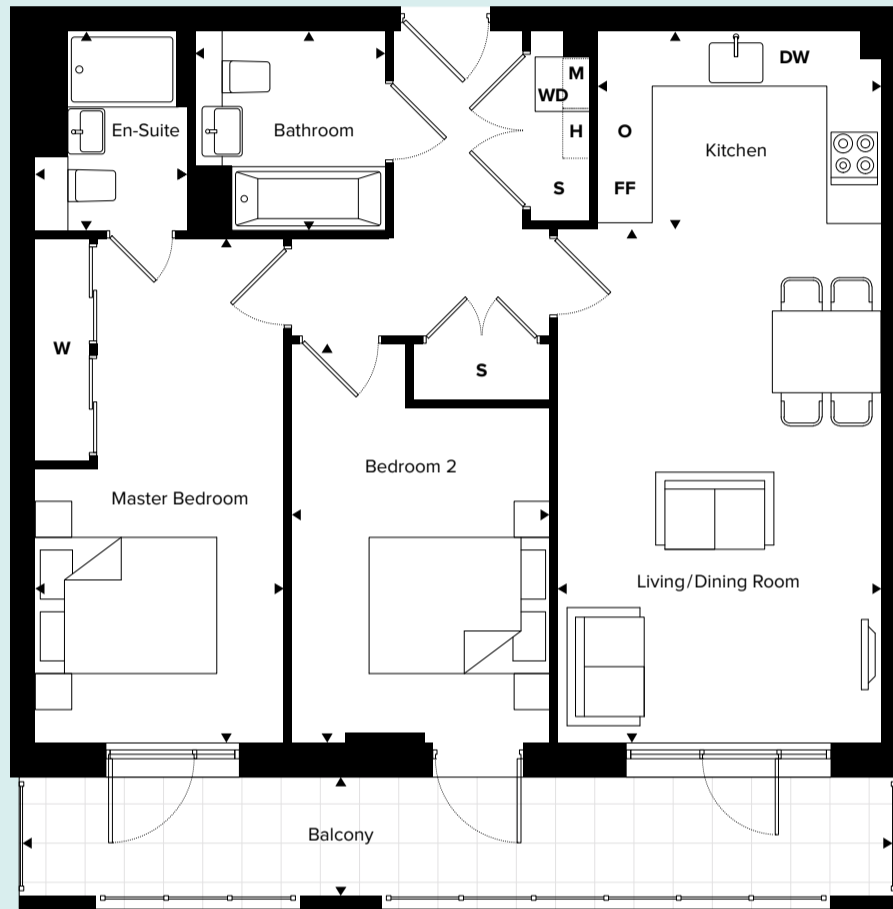 M
DW
WD
En-Suite
Bathroom
H
O
Kitchen
S
FF
W
S
Bedroom 2
Master Bedroom
Living/Dining Room
Balcony